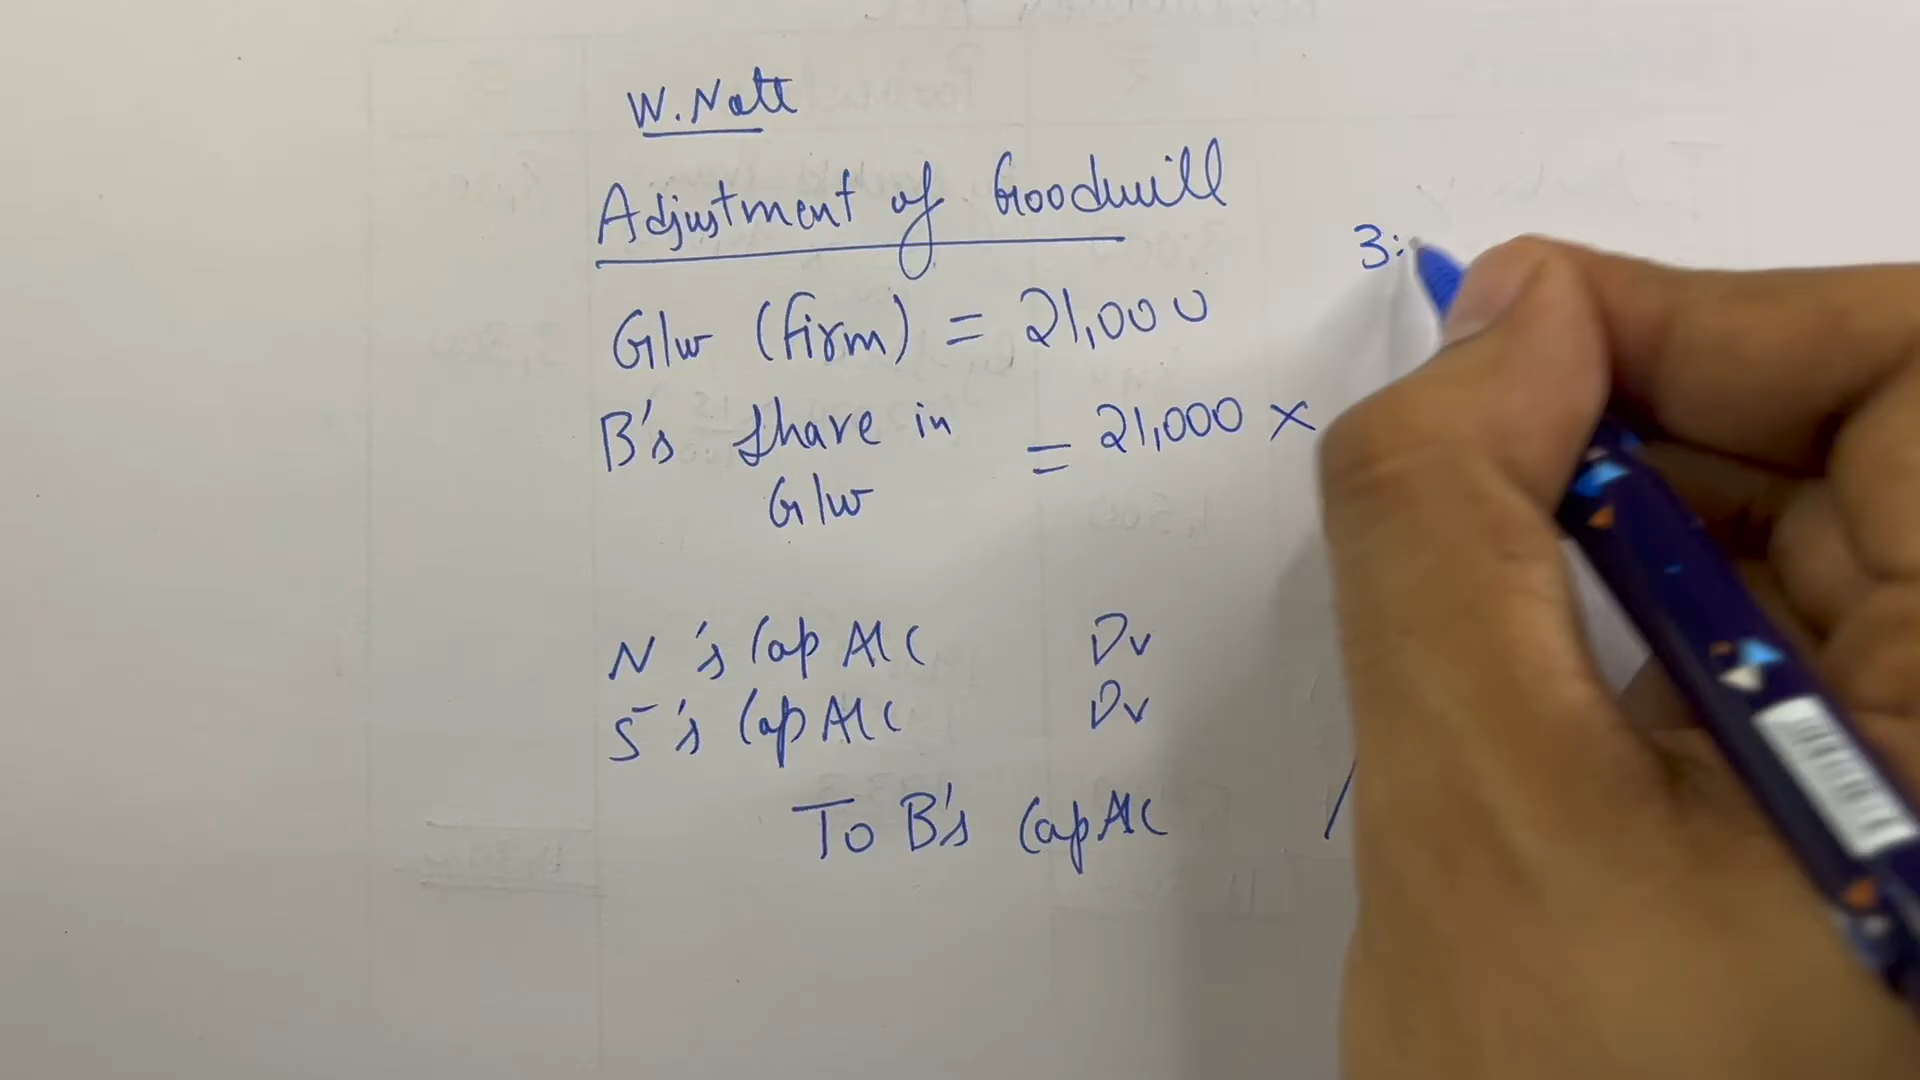 W. Note
Adjustment of Goodwill
3:
G/w (firm) = 21,000
B's share in = 21,000 ×
G/w
N's Cap A/c Dr
S's Cap A/c Dr
To B's Cap A/c